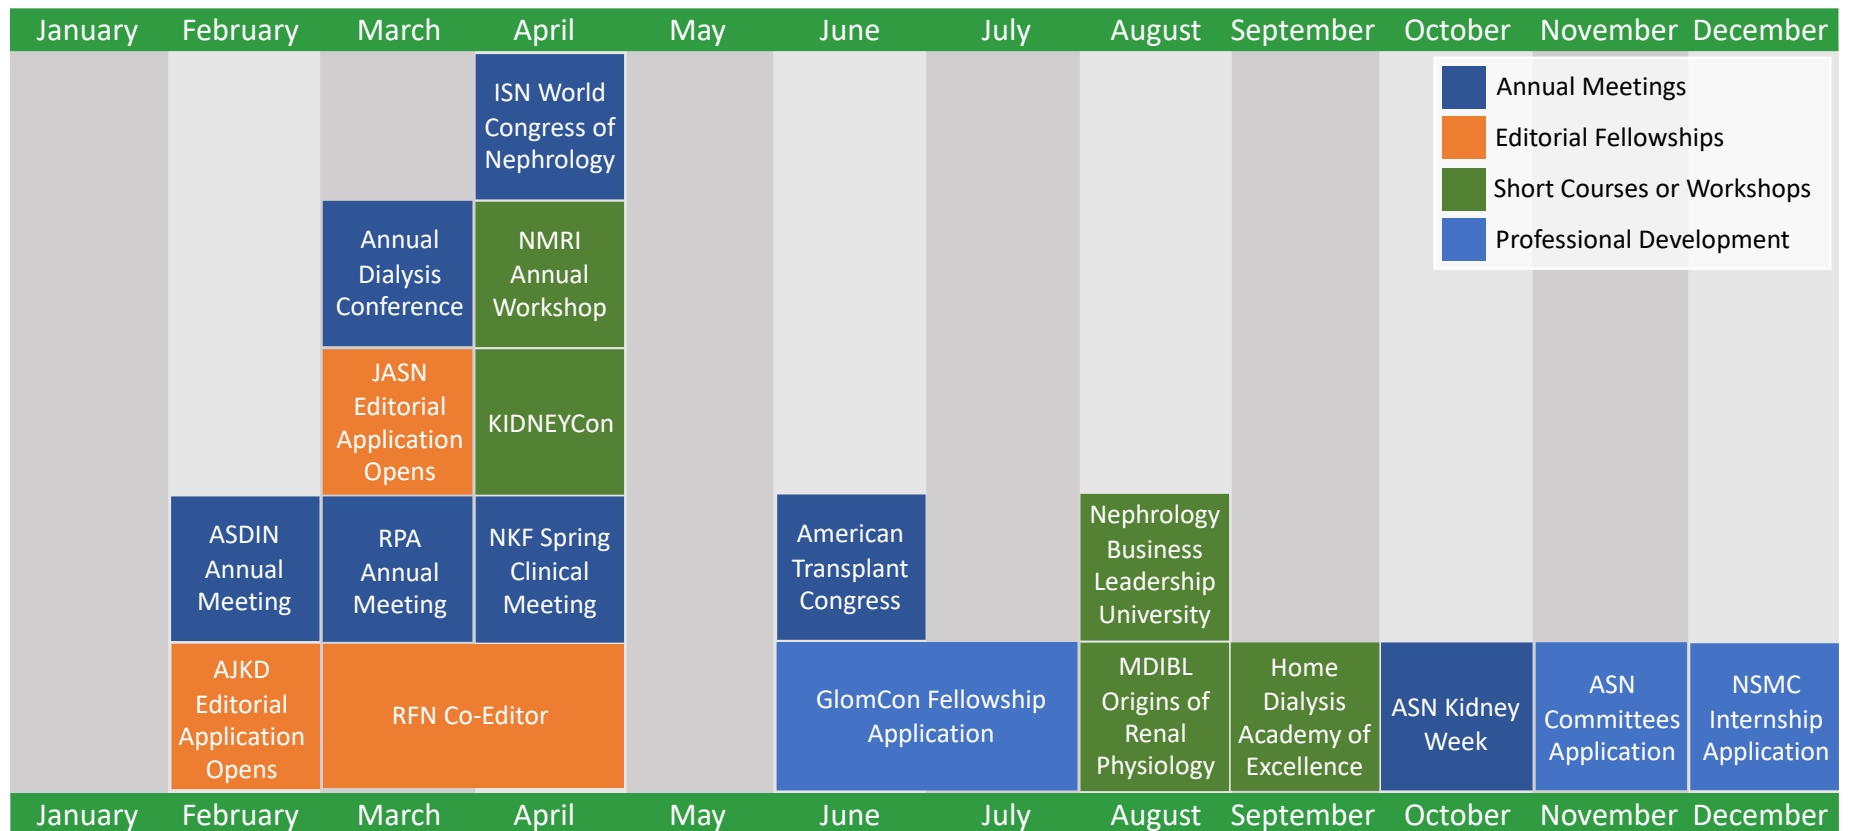 January February March April May June July August September October November December
Annual Meetings
Editorial Fellowships
Short Courses or Workshops
Professional Development
ISN World
Congress of
Nephrology
Annual
Dialysis
Conference
NMRI
Annual
Workshop
JASN
Editorial
Application
Opens
KIDNEYCon
ASDIN
Annual
Meeting
RPA
Annual
Meeting
NKF Spring
Clinical
Meeting
American
Transplant
Congress
Nephrology
Business
Leadership
University
AJKD
Editorial
Application
Opens
RFN Co-Editor
GlomCon Fellowship
Application
MDIBL
Origins of
Renal
Physiology
Home
Dialysis
Academy of
Excellence
ASN Kidney
Week
ASN
Committees
Application
NSMC
Internship
Application
January February March April May June July August September October November December